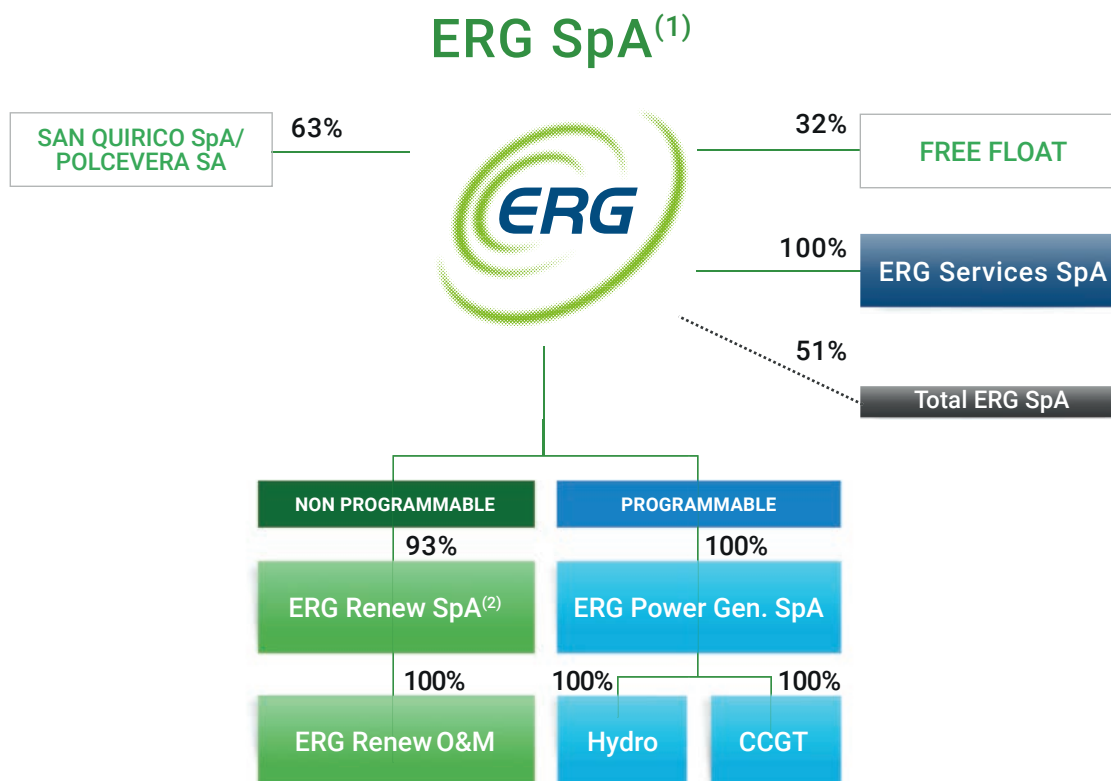 ERG SpA(1)
SAN QUIRICO SpA/
POLCEVERA SA
63%
ERG
32%
FREE FLOAT
100%
ERG Services SpA
51%
Total ERG SpA
NON PROGRAMMABLE
PROGRAMMABLE
93%
100%
ERG Renew SpA(2)
ERG Power Gen. SpA
100%
100%
100%
ERG Renew O&M
Hydro
CCGT